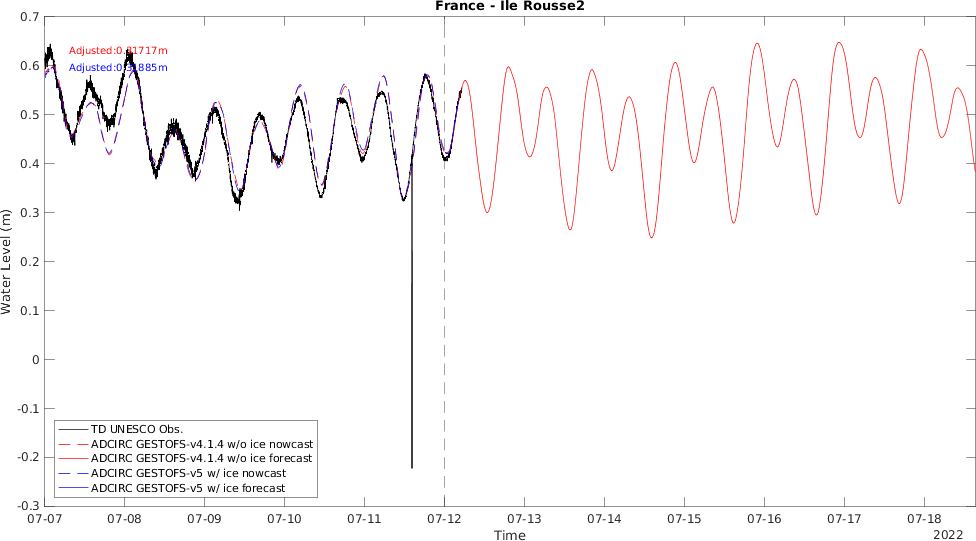 France - Ile Rousse2
Adjusted:0.31717m
Adjusted:0.31885m
Water Level (m)
0.7
0.6
0.5
0.4
0.3
0.2
0.1
0
-0.1
-0.2
-0.3
TD UNESCO Obs.
ADCIRC GESTOFS-v4.1.4 w/o ice nowcast
ADCIRC GESTOFS-v4.1.4 w/o ice forecast
ADCIRC GESTOFS-v5 w/ ice nowcast
ADCIRC GESTOFS-v5 w/ ice forecast
07-07 07-08 07-09 07-10 07-11 07-12 07-13 07-14 07-15 07-16 07-17 07-18
Time
2022